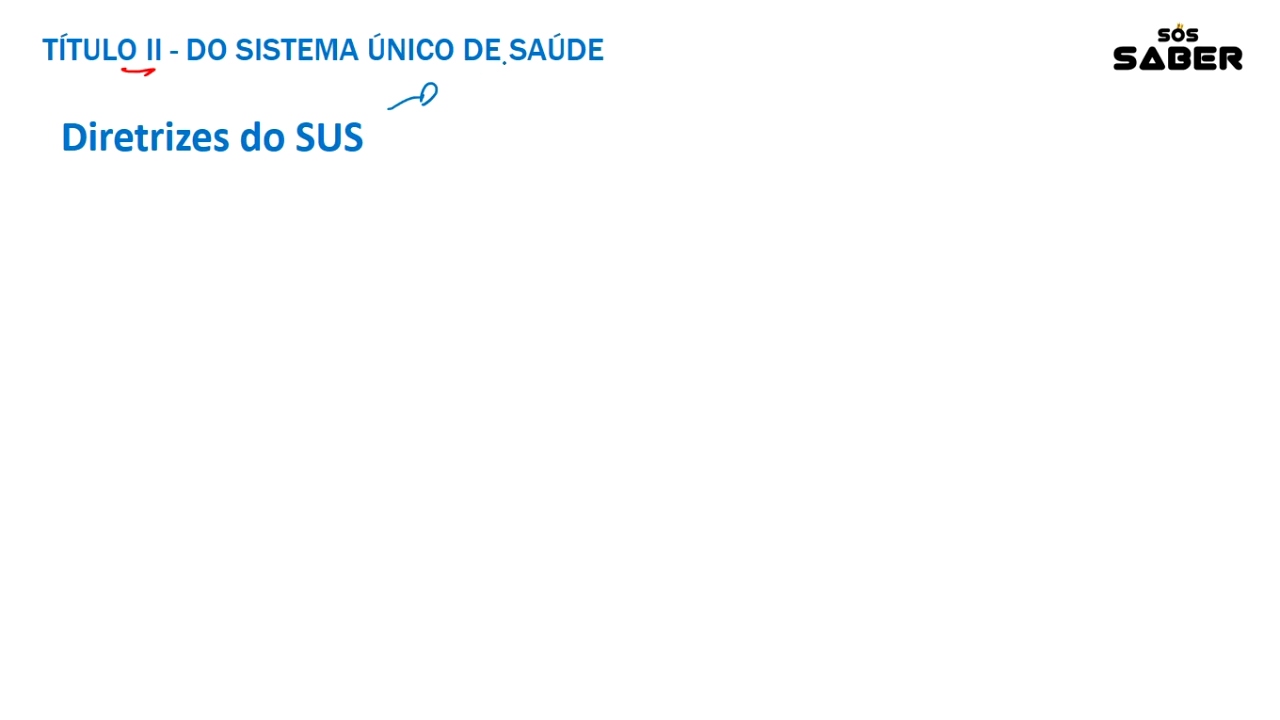 TÍTULO II - DO SISTEMA ÚNICO DE SAÚDE
SÓS
SABER
Diretrizes do SUS